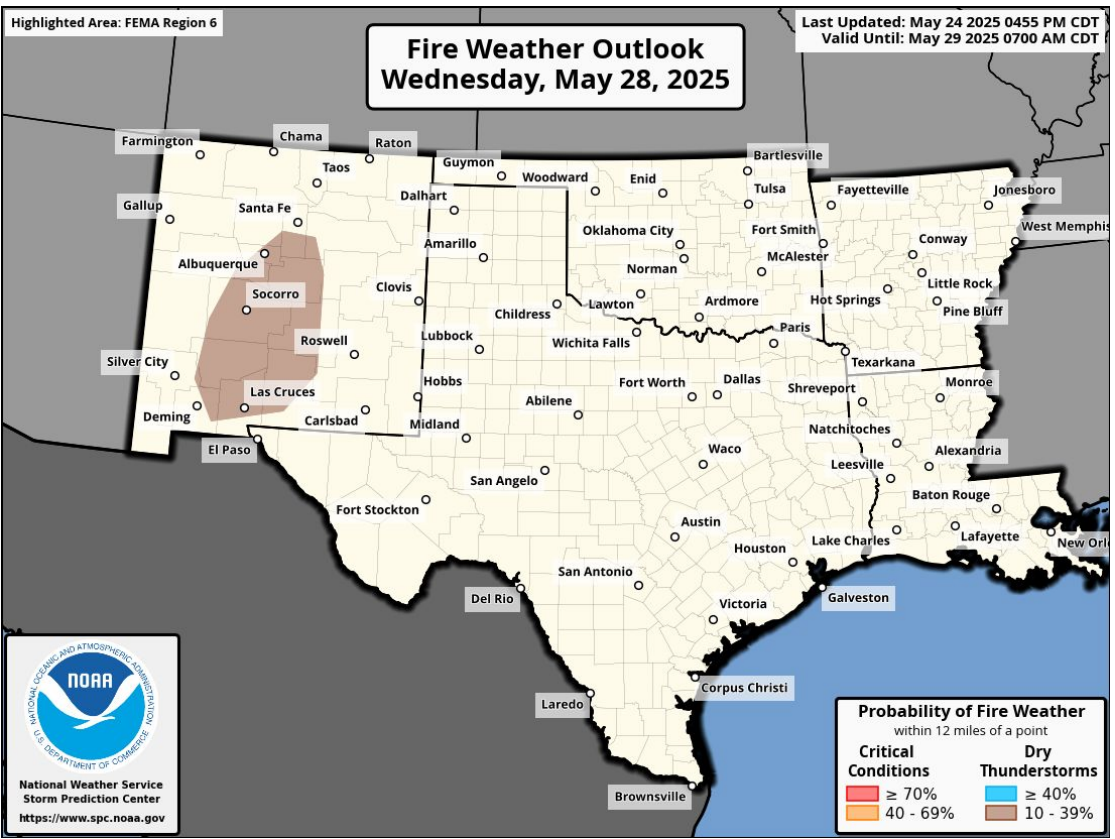 Highlighted Area: FEMA Region 6
Fire Weather Outlook
Wednesday, May 28, 2025
Last Updated: May 24 2025 0455 PM CDT
Valid Until: May 29 2025 0700 AM CDT
Farmington
Chama
Raton
Taos
Guymon
Woodward
Enid
Bartlesville
Tulsa
Fayetteville
Jonesboro
Gallup
Santa Fe
Dalhart
Amarillo
Oklahoma City
Fort Smith
Conway
West Memphis
Albuquerque
Norman
McAlester
Little Rock
Socorro
Clovis
Childress
Lawton
Ardmore
Hot Springs
Pine Bluff
Roswell
Lubbock
Wichita Falls
Paris
Texarkana
Silver City
Las Cruces
Hobbs
Abilene
Fort Worth
Dallas
Shreveport
Monroe
Deming
Carlsbad
Midland
Natchitoches
El Paso
San Angelo
Waco
Leesville
Alexandria
Fort Stockton
Austin
Baton Rouge
Houston
Lake Charles
Lafayette
New Orl
Del Rio
San Antonio
Galveston
Victoria
Laredo
Corpus Christi
Brownsville
NATIONAL OCEANIC AND ATMOSPHERIC ADMINISTRATION
NOAA
U.S. DEPARTMENT OF COMMERCE
National Weather Service
Storm Prediction Center
https://www.spc.noaa.gov
Probability of Fire Weather
within 12 miles of a point
Critical
Conditions
≥ 70%
40 - 69%
Dry
Thunderstorms
≥ 40%
10 - 39%